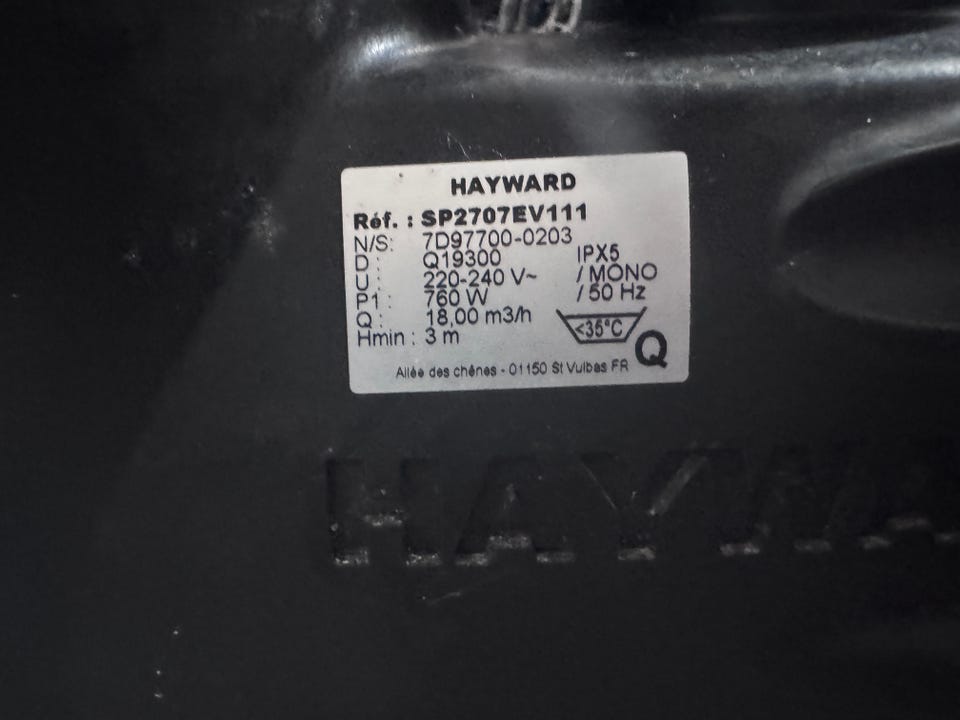 HAYWARD
Réf. : SP2707EV111
N/S: 7D97700-0203
D : Q19300 IPX5
U : 220-240 V~ / MONO
P1 : 760 W / 50 Hz
Q : 18,00 m3/h <35°C
Hmin : 3 m Q
Allée des chênes - 01150 St Vulbas FR
HAYWA